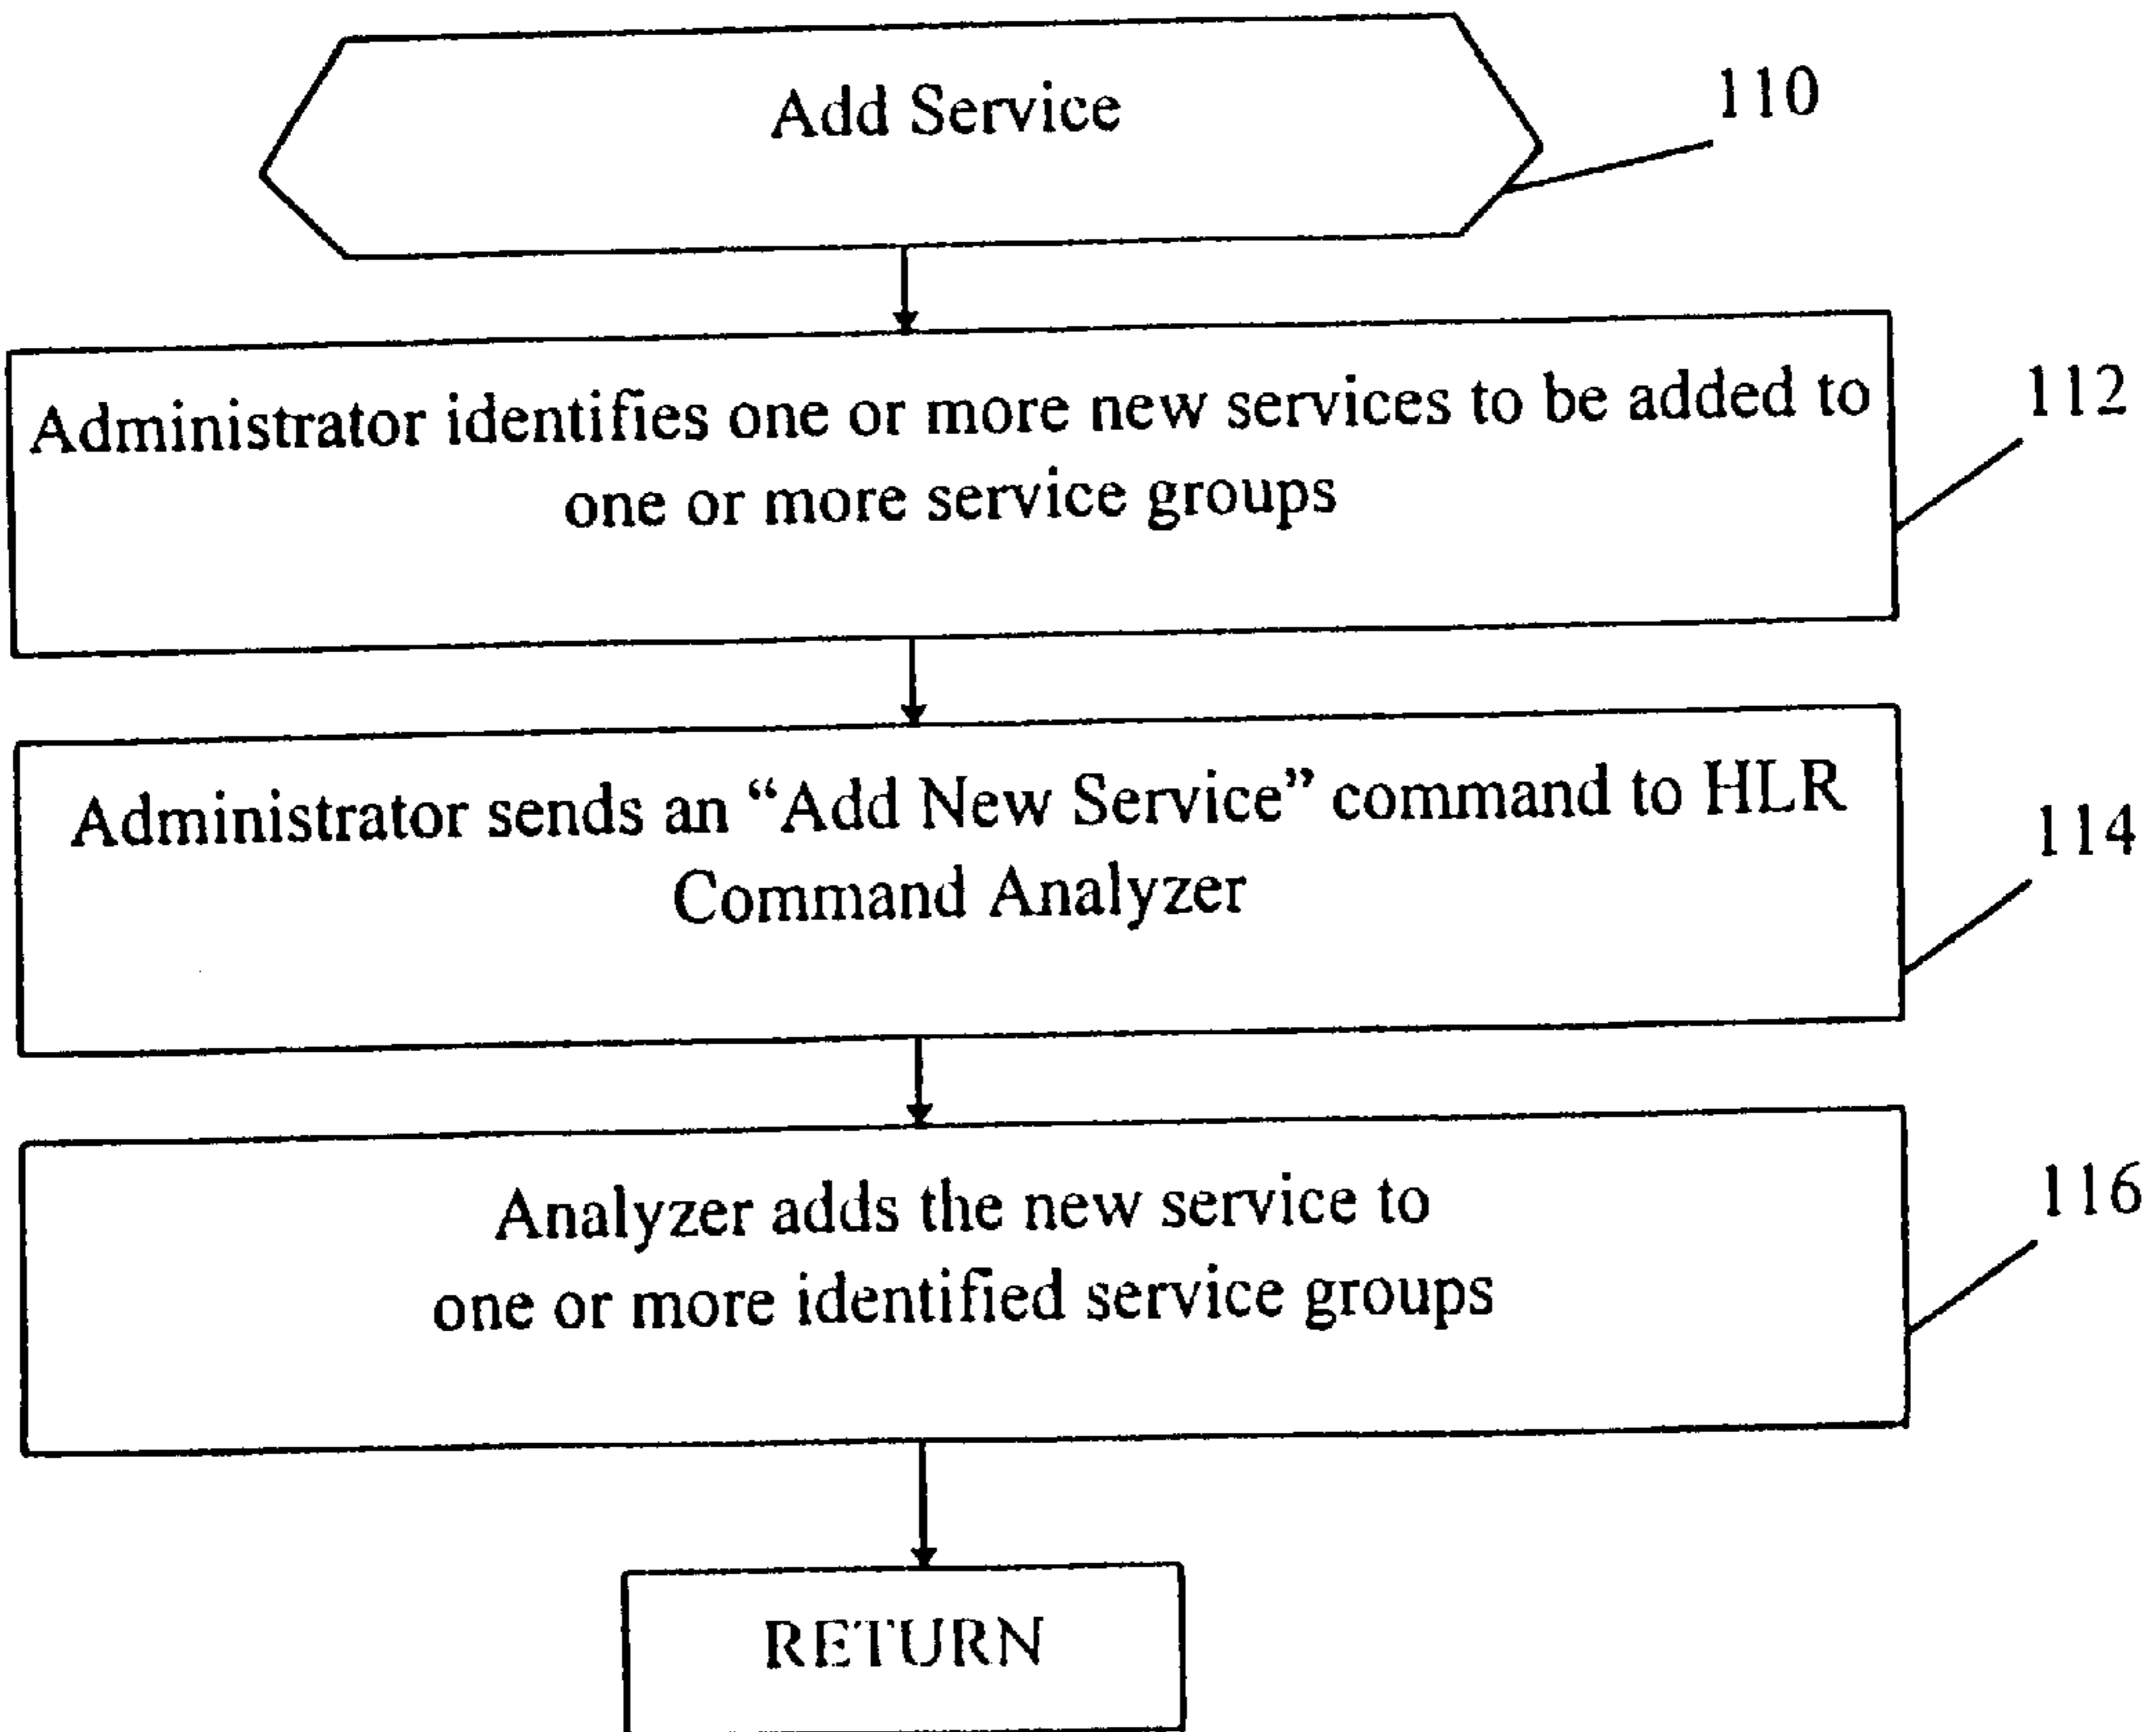 Add Service
110
Administrator identifies one or more new services to be added to
one or more service groups
112
Administrator sends an “Add New Service” command to HLR
Command Analyzer
114
Analyzer adds the new service to
one or more identified service groups
116
RETURN